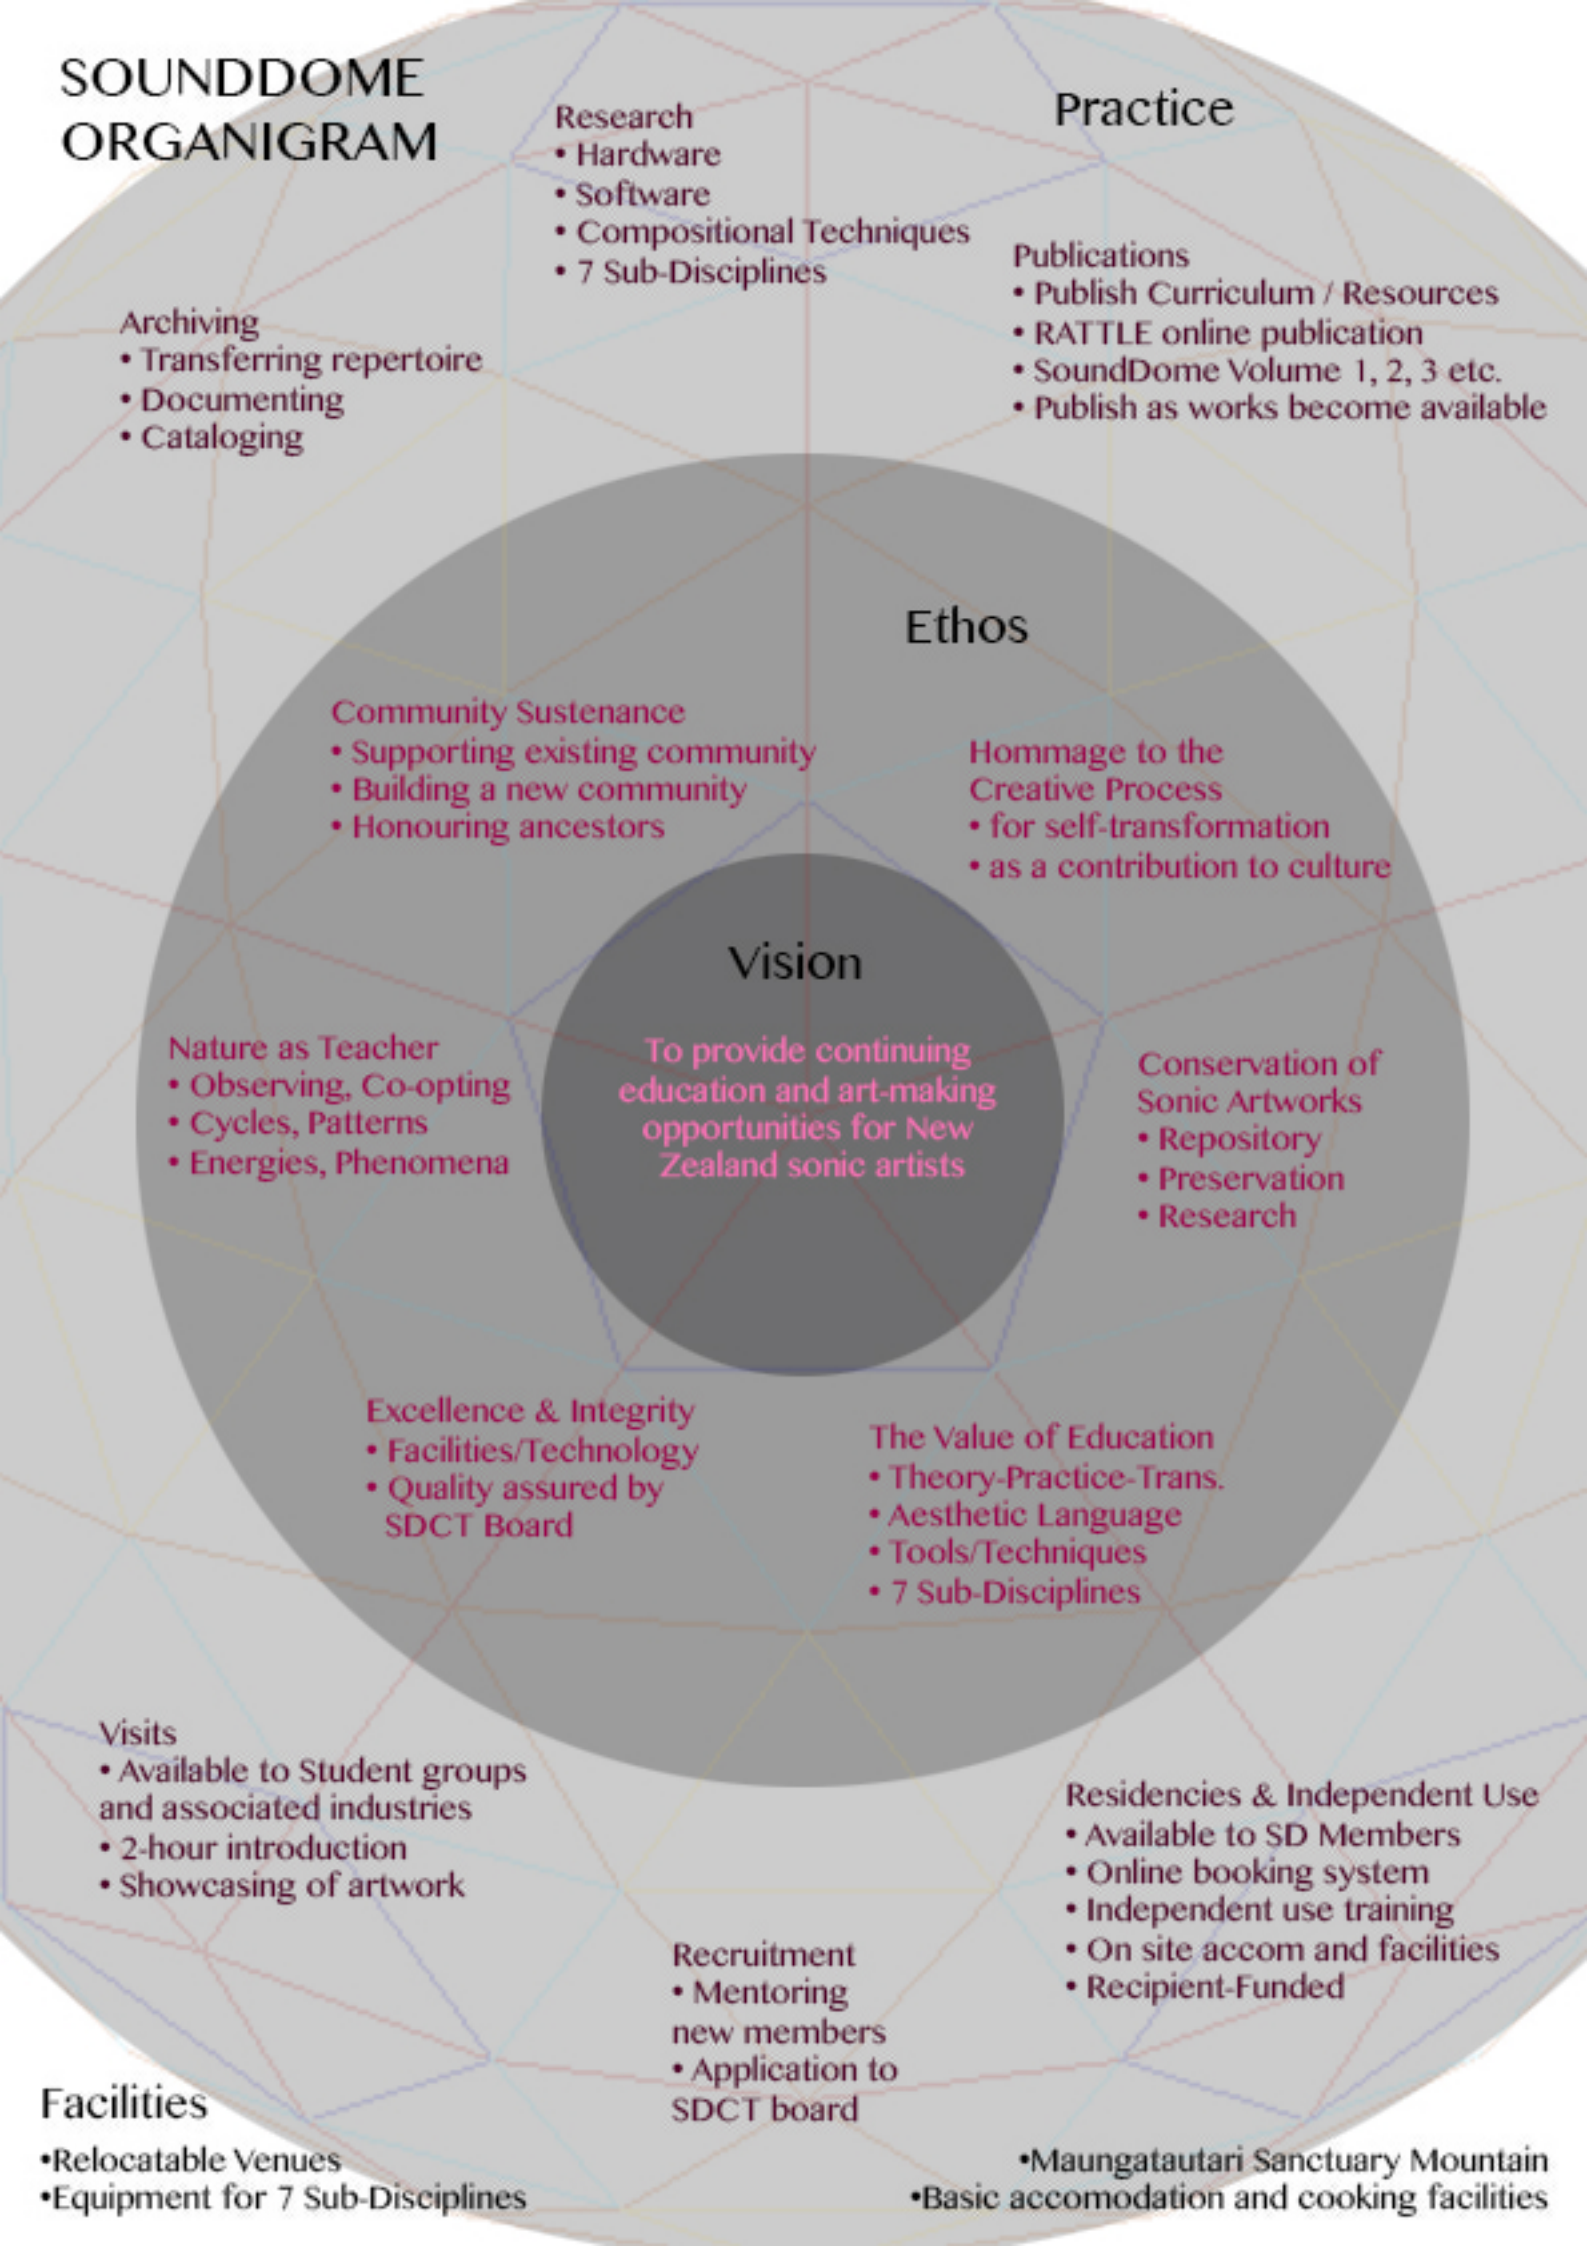 SOUNDDOME
ORGANIGRAM
Research
• Hardware
• Software
• Compositional Techniques
• 7 Sub-Disciplines
Practice
Publications
• Publish Curriculum / Resources
• RATTLE online publication
• SoundDome Volume 1, 2, 3 etc.
• Publish as works become available
Archiving
• Transferring repertoire
• Documenting
• Cataloging
Ethos
Community Sustenance
• Supporting existing community
• Building a new community
• Honouring ancestors
Hommage to the
Creative Process
• for self-transformation
• as a contribution to culture
Vision
To provide continuing
education and art-making
opportunities for New
Zealand sonic artists
Nature as Teacher
• Observing, Co-opting
• Cycles, Patterns
• Energies, Phenomena
Conservation of
Sonic Artworks
• Repository
• Preservation
• Research
Excellence & Integrity
• Facilities/Technology
• Quality assured by
SDCT Board
The Value of Education
• Theory-Practice-Trans.
• Aesthetic Language
• Tools/Techniques
• 7 Sub-Disciplines
Visits
• Available to Student groups
and associated industries
• 2-hour introduction
• Showcasing of artwork
Residencies & Independent Use
• Available to SD Members
• Online booking system
• Independent use training
• On site accom and facilities
• Recipient-Funded
Recruitment
• Mentoring
new members
• Application to
SDCT board
Facilities
•Relocatable Venues
•Equipment for 7 Sub-Disciplines
•Maungatautari Sanctuary Mountain
•Basic accomodation and cooking facilities